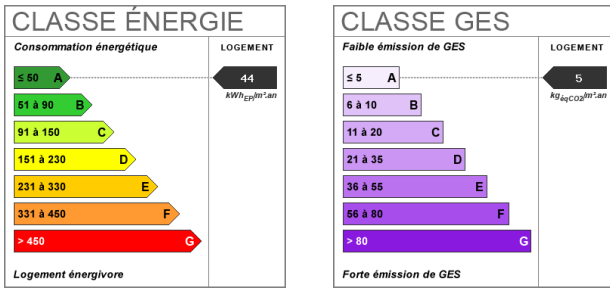 CLASSE ÉNERGIE
Consommation énergétique
LOGEMENT
≤ 50 A
44
kWhEP/m².an
51 à 90 B
91 à 150 C
151 à 230 D
231 à 330 E
331 à 450 F
> 450 G
Logement énergivore
CLASSE GES
Faible émission de GES
LOGEMENT
≤ 5 A
5
kgéqCO2/m².an
6 à 10 B
11 à 20 C
21 à 35 D
36 à 55 E
56 à 80 F
> 80 G
Forte émission de GES